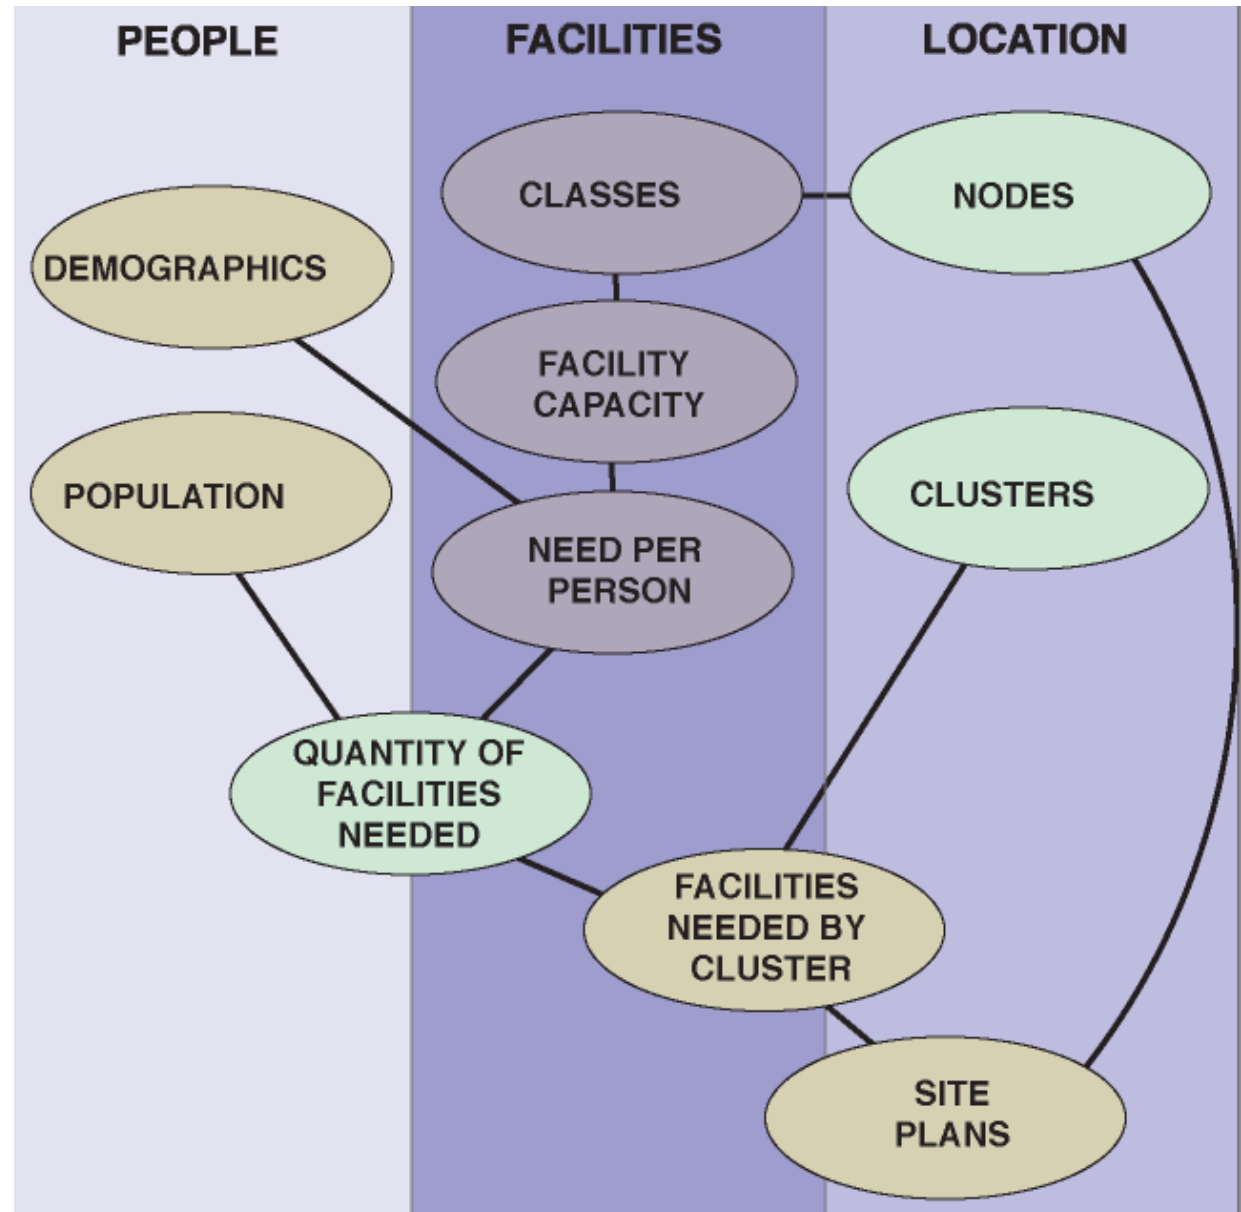 PEOPLE
FACILITIES
LOCATION
CLASSES
NODES
DEMOGRAPHICS
FACILITY
CAPACITY
POPULATION
CLUSTERS
NEED PER
PERSON
QUANTITY OF
FACILITIES
NEEDED
FACILITIES
NEEDED BY
CLUSTER
SITE
PLANS